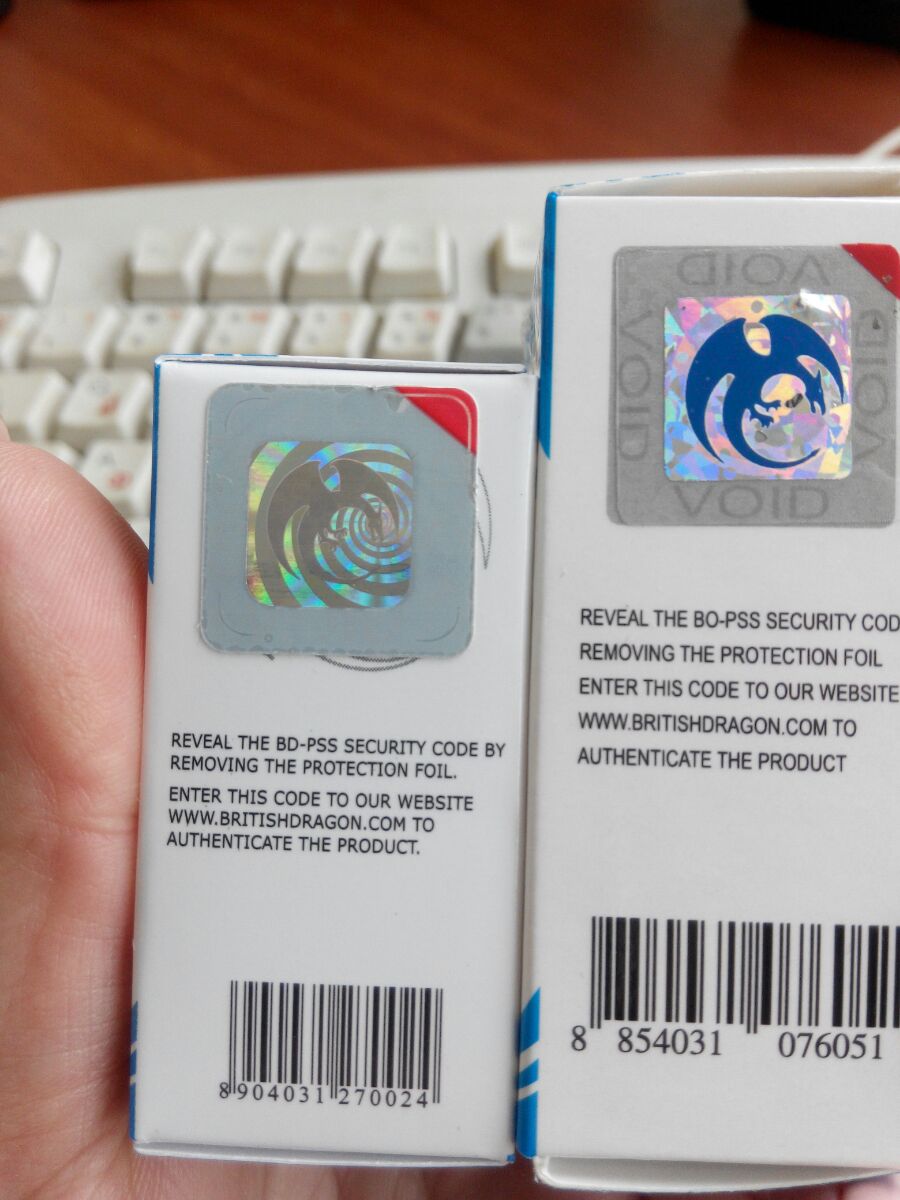 REVEAL THE BD-PSS SECURITY CODE BY
REMOVING THE PROTECTION FOIL.
ENTER THIS CODE TO OUR WEBSITE
WWW.BRITISHDRAGON.COM TO
AUTHENTICATE THE PRODUCT.
8904031270024
VOID
VOID
VOID
VOID
REVEAL THE BO-PSS SECURITY COD
REMOVING THE PROTECTION FOIL
ENTER THIS CODE TO OUR WEBSITE
WWW.BRITISHDRAGON.COM TO
AUTHENTICATE THE PRODUCT
8 854031 076051